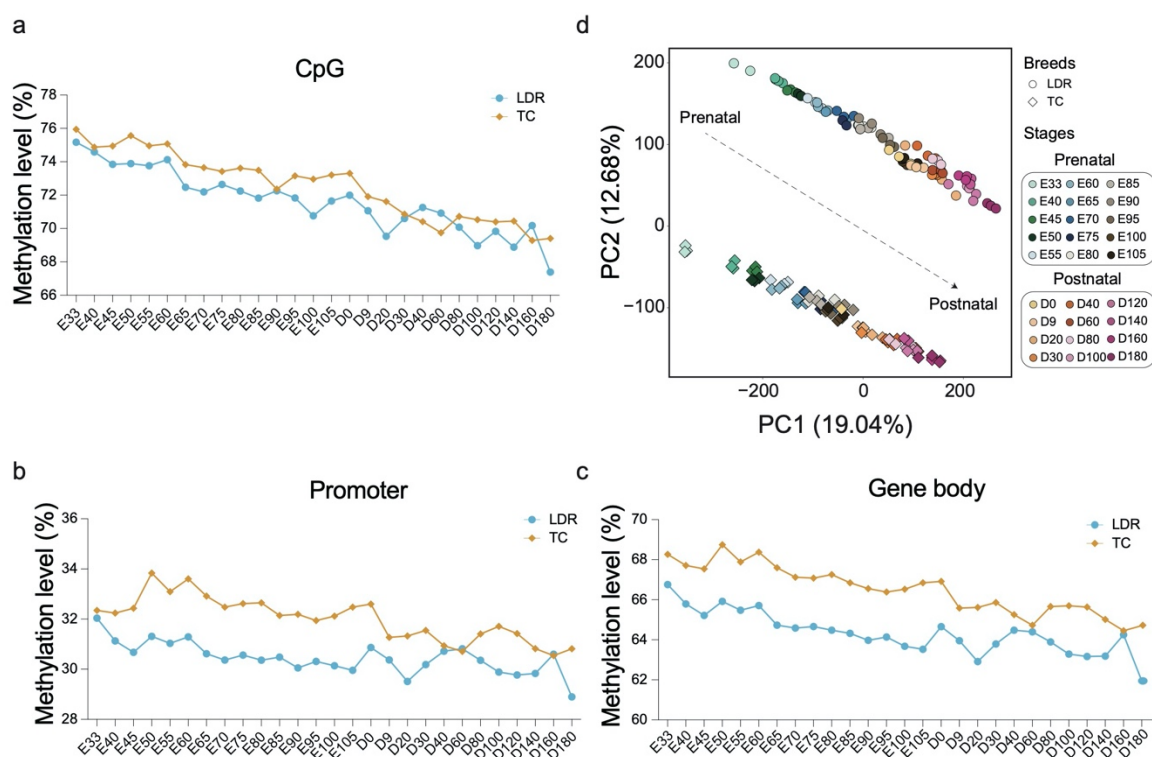 a
CpG
Methylation level (%)
76
74
72
70
68
66
LDR
TC
E33 E40 E45 E50 E55 E60 E65 E70 E75 E80 E85 E90 E95 E100 E105 D0 D9 D20 D30 D40 D60 D80 D100 D120 D140 D160 D180
d
PC2 (12.68%)
200
100
0
−100
Prenatal
Postnatal
−200 0 200
PC1 (19.04%)
Breeds
LDR
TC
Stages
Prenatal
E33 E60 E85
E40 E65 E90
E45 E70 E95
E50 E75 E100
E55 E80 E105
Postnatal
D0 D40 D120
D9 D60 D140
D20 D80 D160
D30 D100 D180
b
Promoter
Methylation level (%)
36
34
32
30
28
LDR
TC
E33 E40 E45 E50 E55 E60 E65 E70 E75 E80 E85 E90 E95 E100 E105 D0 D9 D20 D30 D40 D60 D80 D100 D120 D140 D160 D180
c
Gene body
Methylation level (%)
70
68
66
64
62
60
LDR
TC
E33 E40 E45 E50 E55 E60 E65 E70 E75 E80 E85 E90 E95 E100 E105 D0 D9 D20 D30 D40 D60 D80 D100 D120 D140 D160 D180